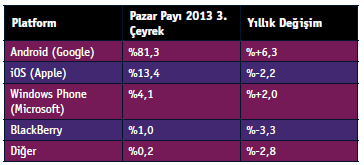 Platform Pazar Payı 2013 3. Çeyrek Yıllık Değişim
Android (Google) %81,3 %+6,3
iOS (Apple) %13,4 %-2,2
Windows Phone (Microsoft) %4,1 %+2,0
BlackBerry %1,0 %-3,3
Diğer %0,2 %-2,8